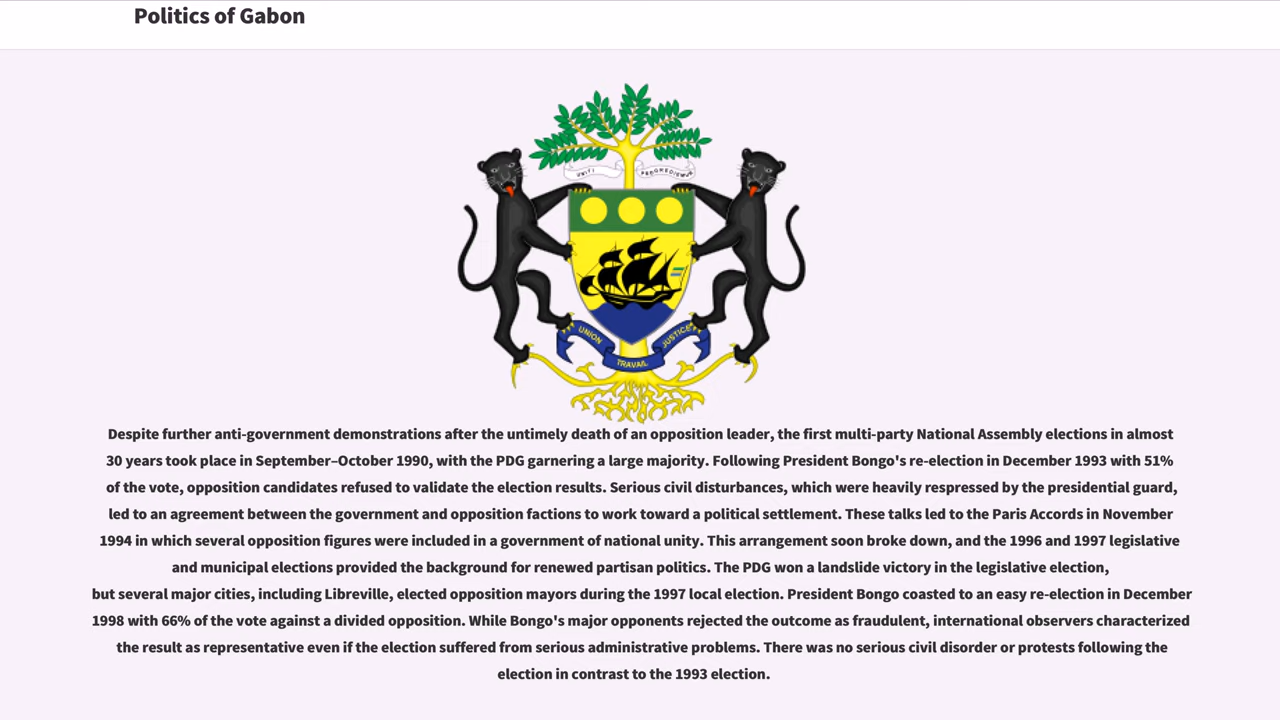 Politics of Gabon
UNITI PROGREDIEMUR
UNION TRAVAIL JUSTICE
Despite further anti-government demonstrations after the untimely death of an opposition leader, the first multi-party National Assembly elections in almost
30 years took place in September–October 1990, with the PDG garnering a large majority. Following President Bongo's re-election in December 1993 with 51%
of the vote, opposition candidates refused to validate the election results. Serious civil disturbances, which were heavily respressed by the presidential guard,
led to an agreement between the government and opposition factions to work toward a political settlement. These talks led to the Paris Accords in November
1994 in which several opposition figures were included in a government of national unity. This arrangement soon broke down, and the 1996 and 1997 legislative
and municipal elections provided the background for renewed partisan politics. The PDG won a landslide victory in the legislative election,
but several major cities, including Libreville, elected opposition mayors during the 1997 local election. President Bongo coasted to an easy re-election in December
1998 with 66% of the vote against a divided opposition. While Bongo's major opponents rejected the outcome as fraudulent, international observers characterized
the result as representative even if the election suffered from serious administrative problems. There was no serious civil disorder or protests following the
election in contrast to the 1993 election.